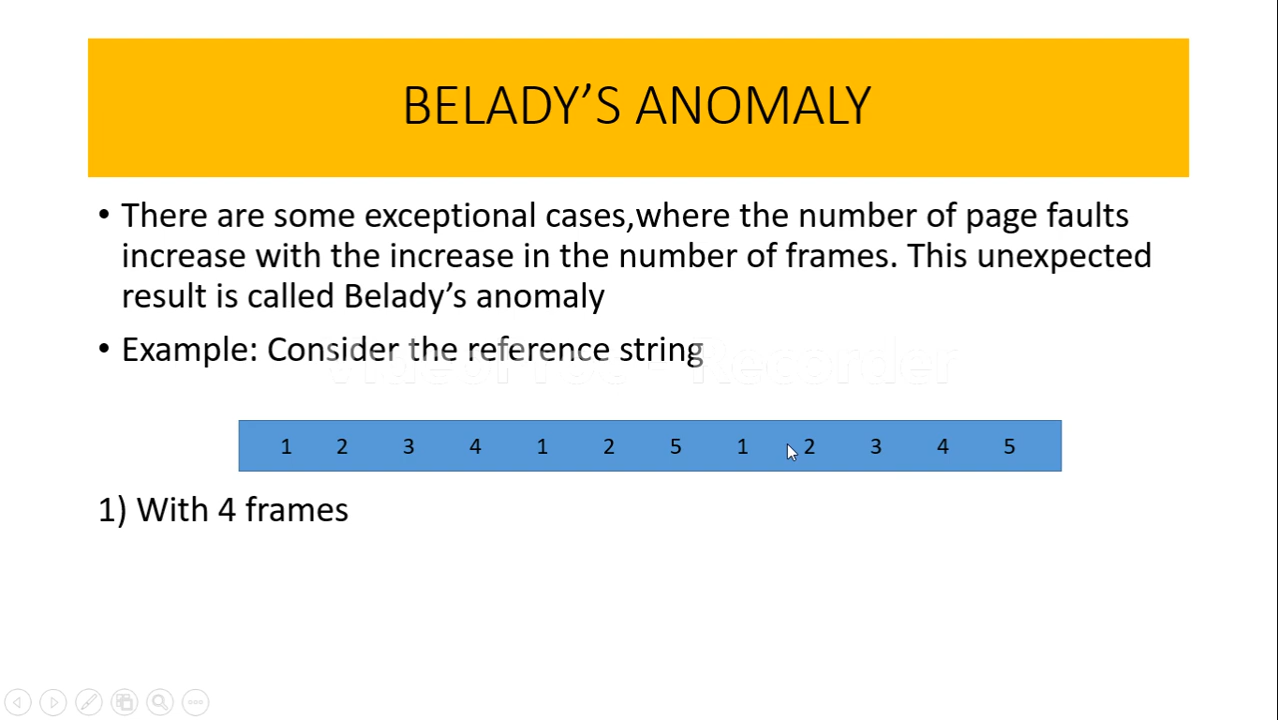 BELADY’S ANOMALY
• There are some exceptional cases,where the number of page faults
increase with the increase in the number of frames. This unexpected
result is called Belady’s anomaly
• Example: Consider the reference string
VideoProc - Recorder
1 2 3 4 1 2 5 1 2 3 4 5
1) With 4 frames